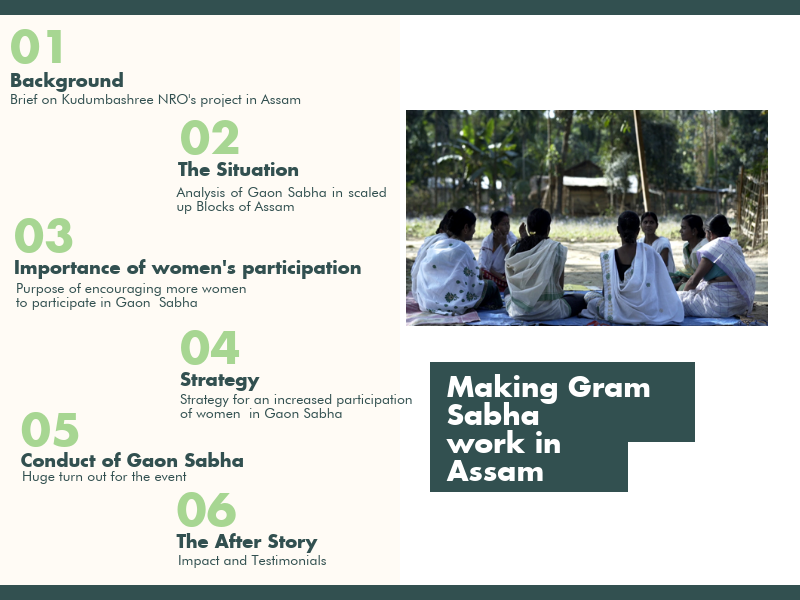 01
Background
Brief on Kudumbashree NRO's project in Assam
02
The Situation
Analysis of Gaon Sabha in scaled
up Blocks of Assam
03
Importance of women's participation
Purpose of encouraging more women
to participate in Gaon Sabha
04
Strategy
Strategy for an increased participation
of women in Gaon Sabha
05
Conduct of Gaon Sabha
Huge turn out for the event
06
The After Story
Impact and Testimonials
Making Gram
Sabha
work in
Assam